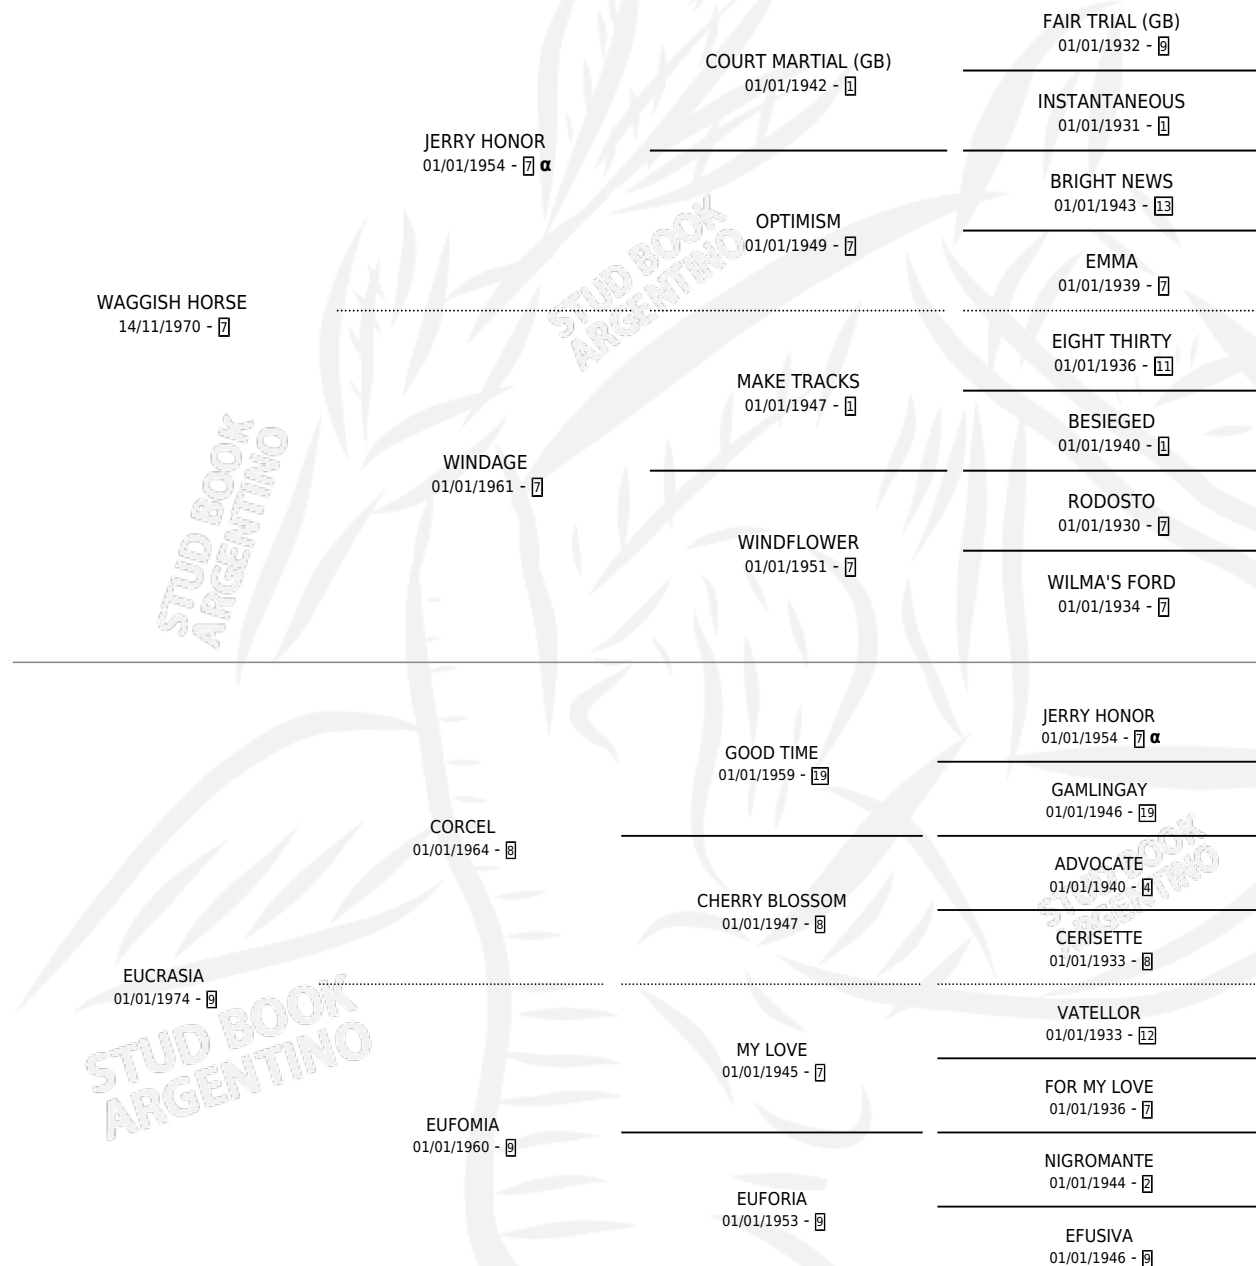 FAIR TRIAL (GB)
01/01/1932 - 9
COURT MARTIAL (GB)
01/01/1942 - 1
INSTANTANEOUS
01/01/1931 - 1
JERRY HONOR
01/01/1954 - 7 α
BRIGHT NEWS
01/01/1943 - 13
OPTIMISM
01/01/1949 - 7
EMMA
01/01/1939 - 7
WAGGISH HORSE
14/11/1970 - 7
EIGHT THIRTY
01/01/1936 - 11
MAKE TRACKS
01/01/1947 - 1
BESIEGED
01/01/1940 - 1
WINDAGE
01/01/1961 - 7
RODOSTO
01/01/1930 - 7
WINDFLOWER
01/01/1951 - 7
WILMA'S FORD
01/01/1934 - 7
JERRY HONOR
01/01/1954 - 7 α
GOOD TIME
01/01/1959 - 19
GAMLINGAY
01/01/1946 - 19
CORCEL
01/01/1964 - 8
ADVOCATE
01/01/1940 - 4
CHERRY BLOSSOM
01/01/1947 - 8
CERISETTE
01/01/1933 - 8
EUCRASIA
01/01/1974 - 9
VATELLOR
01/01/1933 - 12
MY LOVE
01/01/1945 - 7
FOR MY LOVE
01/01/1936 - 7
EUFOMIA
01/01/1960 - 9
NIGROMANTE
01/01/1944 - 2
EUFORIA
01/01/1953 - 9
EFUSIVA
01/01/1946 - 9
STUD BOOK
ARGENTINO
STUD BOOK
ARGENTINO
STUD BOOK
ARGENTINO
STUD BOOK
ARGENTINO